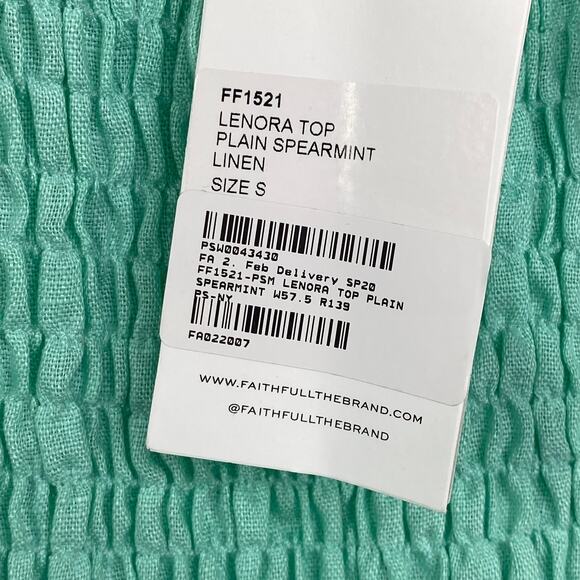 FF1521
LENORA TOP
PLAIN SPEARMINT
LINEN
SIZE S
PSW0043430
FA 2. Feb Delivery SP20
FF1521-PSM LENORA TOP PLAIN
SPEARMINT W57.5 R139
PS-NY
FA022007
WWW.FAITHFULLTHEBRAND.COM
@FAITHFULLTHEBRAND